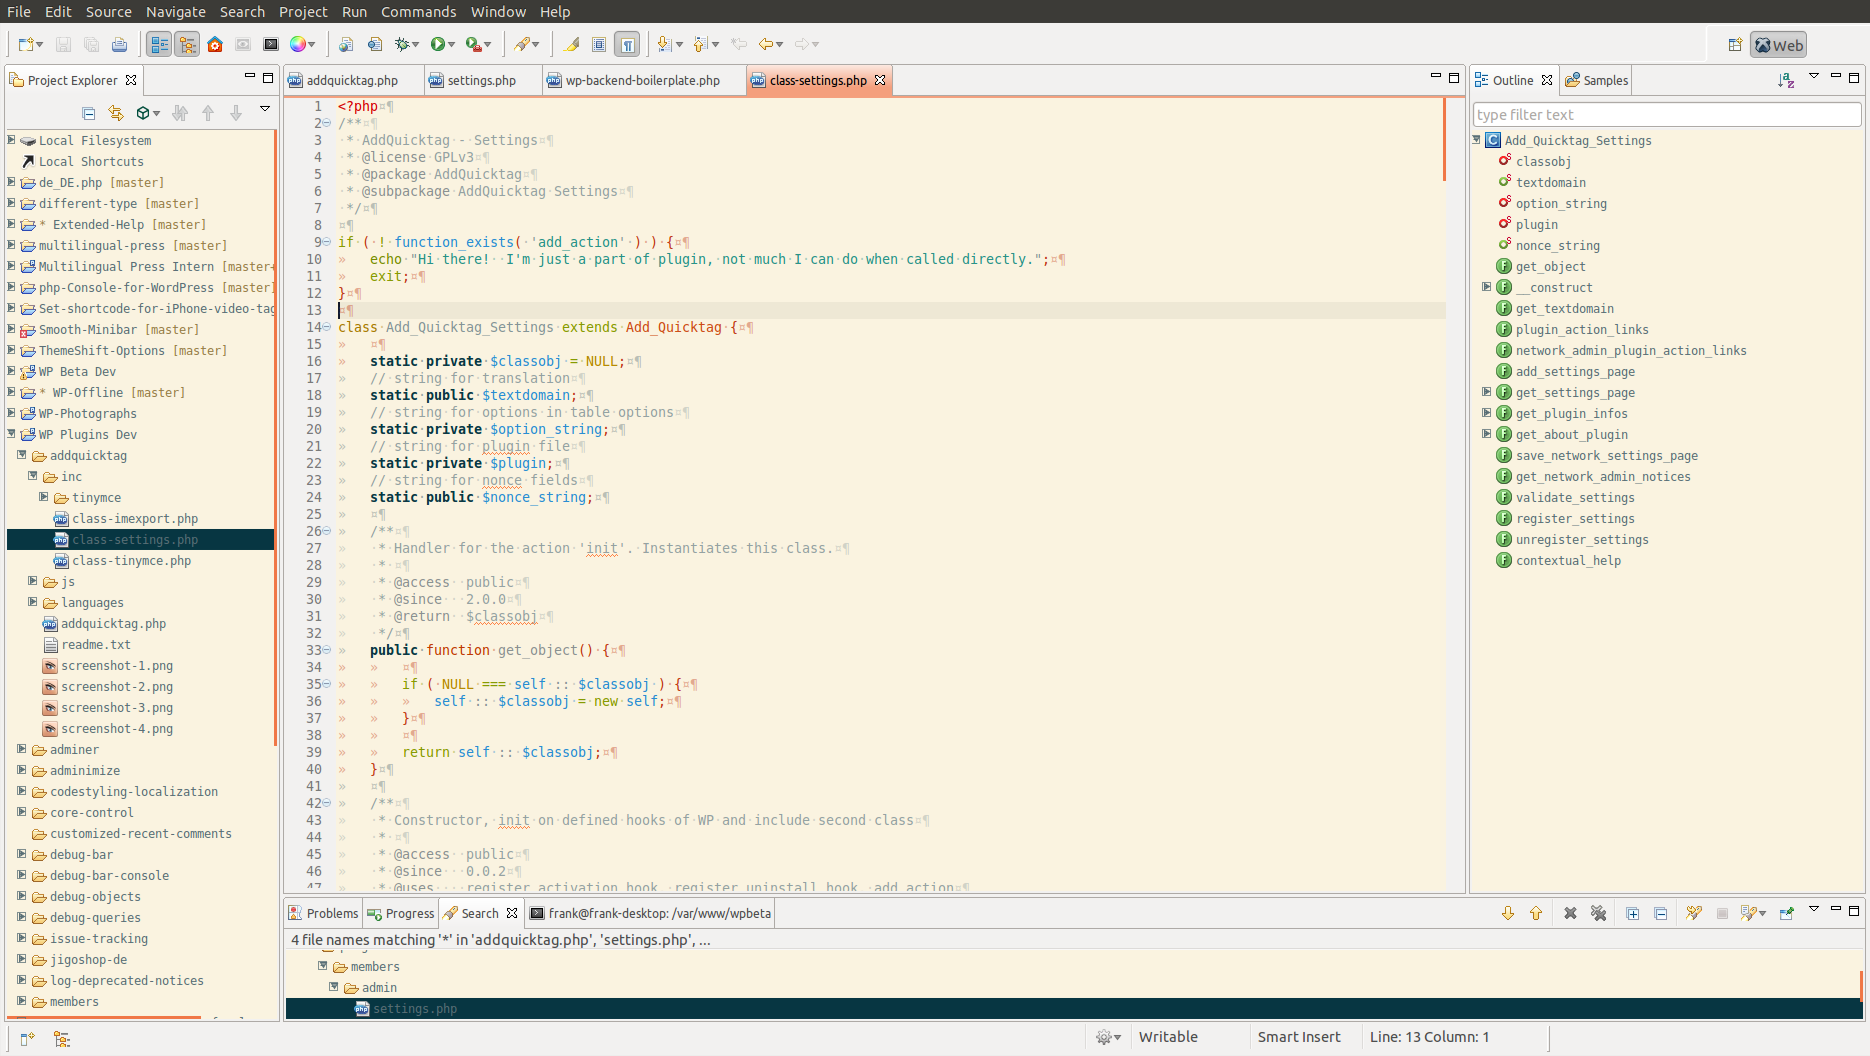 File Edit Source Navigate Search Project Run Commands Window Help
Web
Project Explorer
Local Filesystem
Local Shortcuts
de_DE.php [master]
different-type [master]
* Extended-Help [master]
multilingual-press [master]
Multilingual Press Intern [master
php-Console-for-WordPress [master]
Set-shortcode-for-iPhone-video-tag
Smooth-Minibar [master]
ThemeShift-Options [master]
WP Beta Dev
* WP-Offline [master]
WP-Photographs
WP Plugins Dev
addquicktag
inc
tinymce
class-imexport.php
class-settings.php
class-tinymce.php
js
languages
addquicktag.php
readme.txt
screenshot-1.png
screenshot-2.png
screenshot-3.png
screenshot-4.png
adminer
adminimize
codestyling-localization
core-control
customized-recent-comments
debug-bar
debug-bar-console
debug-objects
debug-queries
issue-tracking
jigoshop-de
log-deprecated-notices
members
addquicktag.php settings.php wp-backend-boilerplate.php class-settings.php
1 <?php¤¶
2 /**¤¶
3 ·*·AddQuicktag·-·Settings¤¶
4 ·*·@license·GPLv3¤¶
5 ·*·@package·AddQuicktag¤¶
6 ·*·@subpackage·AddQuicktag·Settings¤¶
7 ·*/¤¶
8 ¤¶
9 if·(·!·function_exists(·'add_action'·)·)·{¤¶
10 » echo·"Hi·there!··I'm·just·a·part·of·plugin,·not·much·I·can·do·when·called·directly.";¤¶
11 » exit;¤¶
12 }¤¶
13 ¤¶
14 class·Add_Quicktag_Settings·extends·Add_Quicktag·{¤¶
15 » ¤¶
16 » static·private·$classobj·=·NULL;¤¶
17 » //·string·for·translation¤¶
18 » static·public·$textdomain;¤¶
19 » //·string·for·options·in·table·options¤¶
20 » static·private·$option_string;¤¶
21 » //·string·for·plugin·file¤¶
22 » static·private·$plugin;¤¶
23 » //·string·for·nonce·fields¤¶
24 » static·public·$nonce_string;¤¶
25 » ¤¶
26 » /**¤¶
27 » ·*·Handler·for·the·action·'init'.·Instantiates·this·class.¤¶
28 » ·*·¤¶
29 » ·*·@access··public¤¶
30 » ·*·@since···2.0.0¤¶
31 » ·*·@return··$classobj¤¶
32 » ·*/¤¶
33 » public·function·get_object()·{¤¶
34 » » ¤¶
35 » » if·(·NULL·===·self·::·$classobj·)·{¤¶
36 » » » self·::·$classobj·=·new·self;¤¶
37 » » }¤¶
38 » » ¤¶
39 » » return·self·::·$classobj;¤¶
40 » }¤¶
41 » ¤¶
42 » /**¤¶
43 » ·*·Constructor,·init·on·defined·hooks·of·WP·and·include·second·class¤¶
44 » ·*·¤¶
45 » ·*·@access··public¤¶
46 » ·*·@since···0.0.2¤¶
47 » ·*·@uses····register_activation_hook,·register_uninstall_hook,·add_action¤¶
Outline Samples
type filter text
Add_Quicktag_Settings
classobj
textdomain
option_string
plugin
nonce_string
get_object
__construct
get_textdomain
plugin_action_links
network_admin_plugin_action_links
add_settings_page
get_settings_page
get_plugin_infos
get_about_plugin
save_network_settings_page
get_network_admin_notices
validate_settings
register_settings
unregister_settings
contextual_help
Problems Progress Search frank@frank-desktop: /var/www/wpbeta
4 file names matching '*' in 'addquicktag.php', 'settings.php', ...
members
admin
settings.php
Writable Smart Insert Line: 13 Column: 1